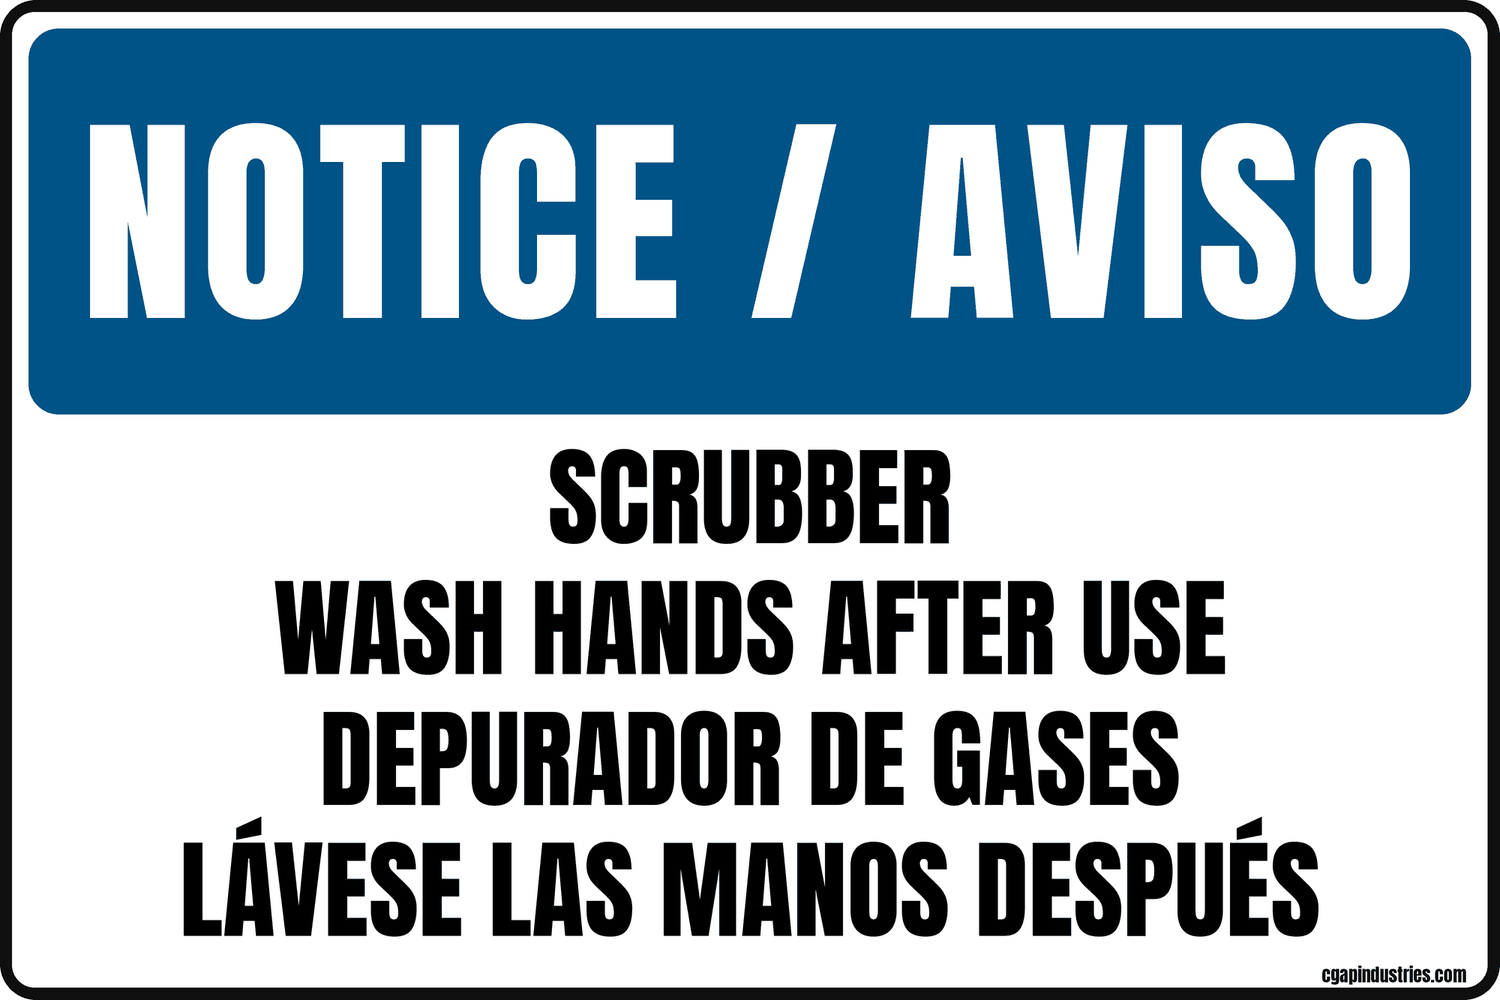 NOTICE / AVISO
SCRUBBER
WASH HANDS AFTER USE
DEPURADOR DE GASES
LÁVESE LAS MANOS DESPUÉS
cgapindustries.com